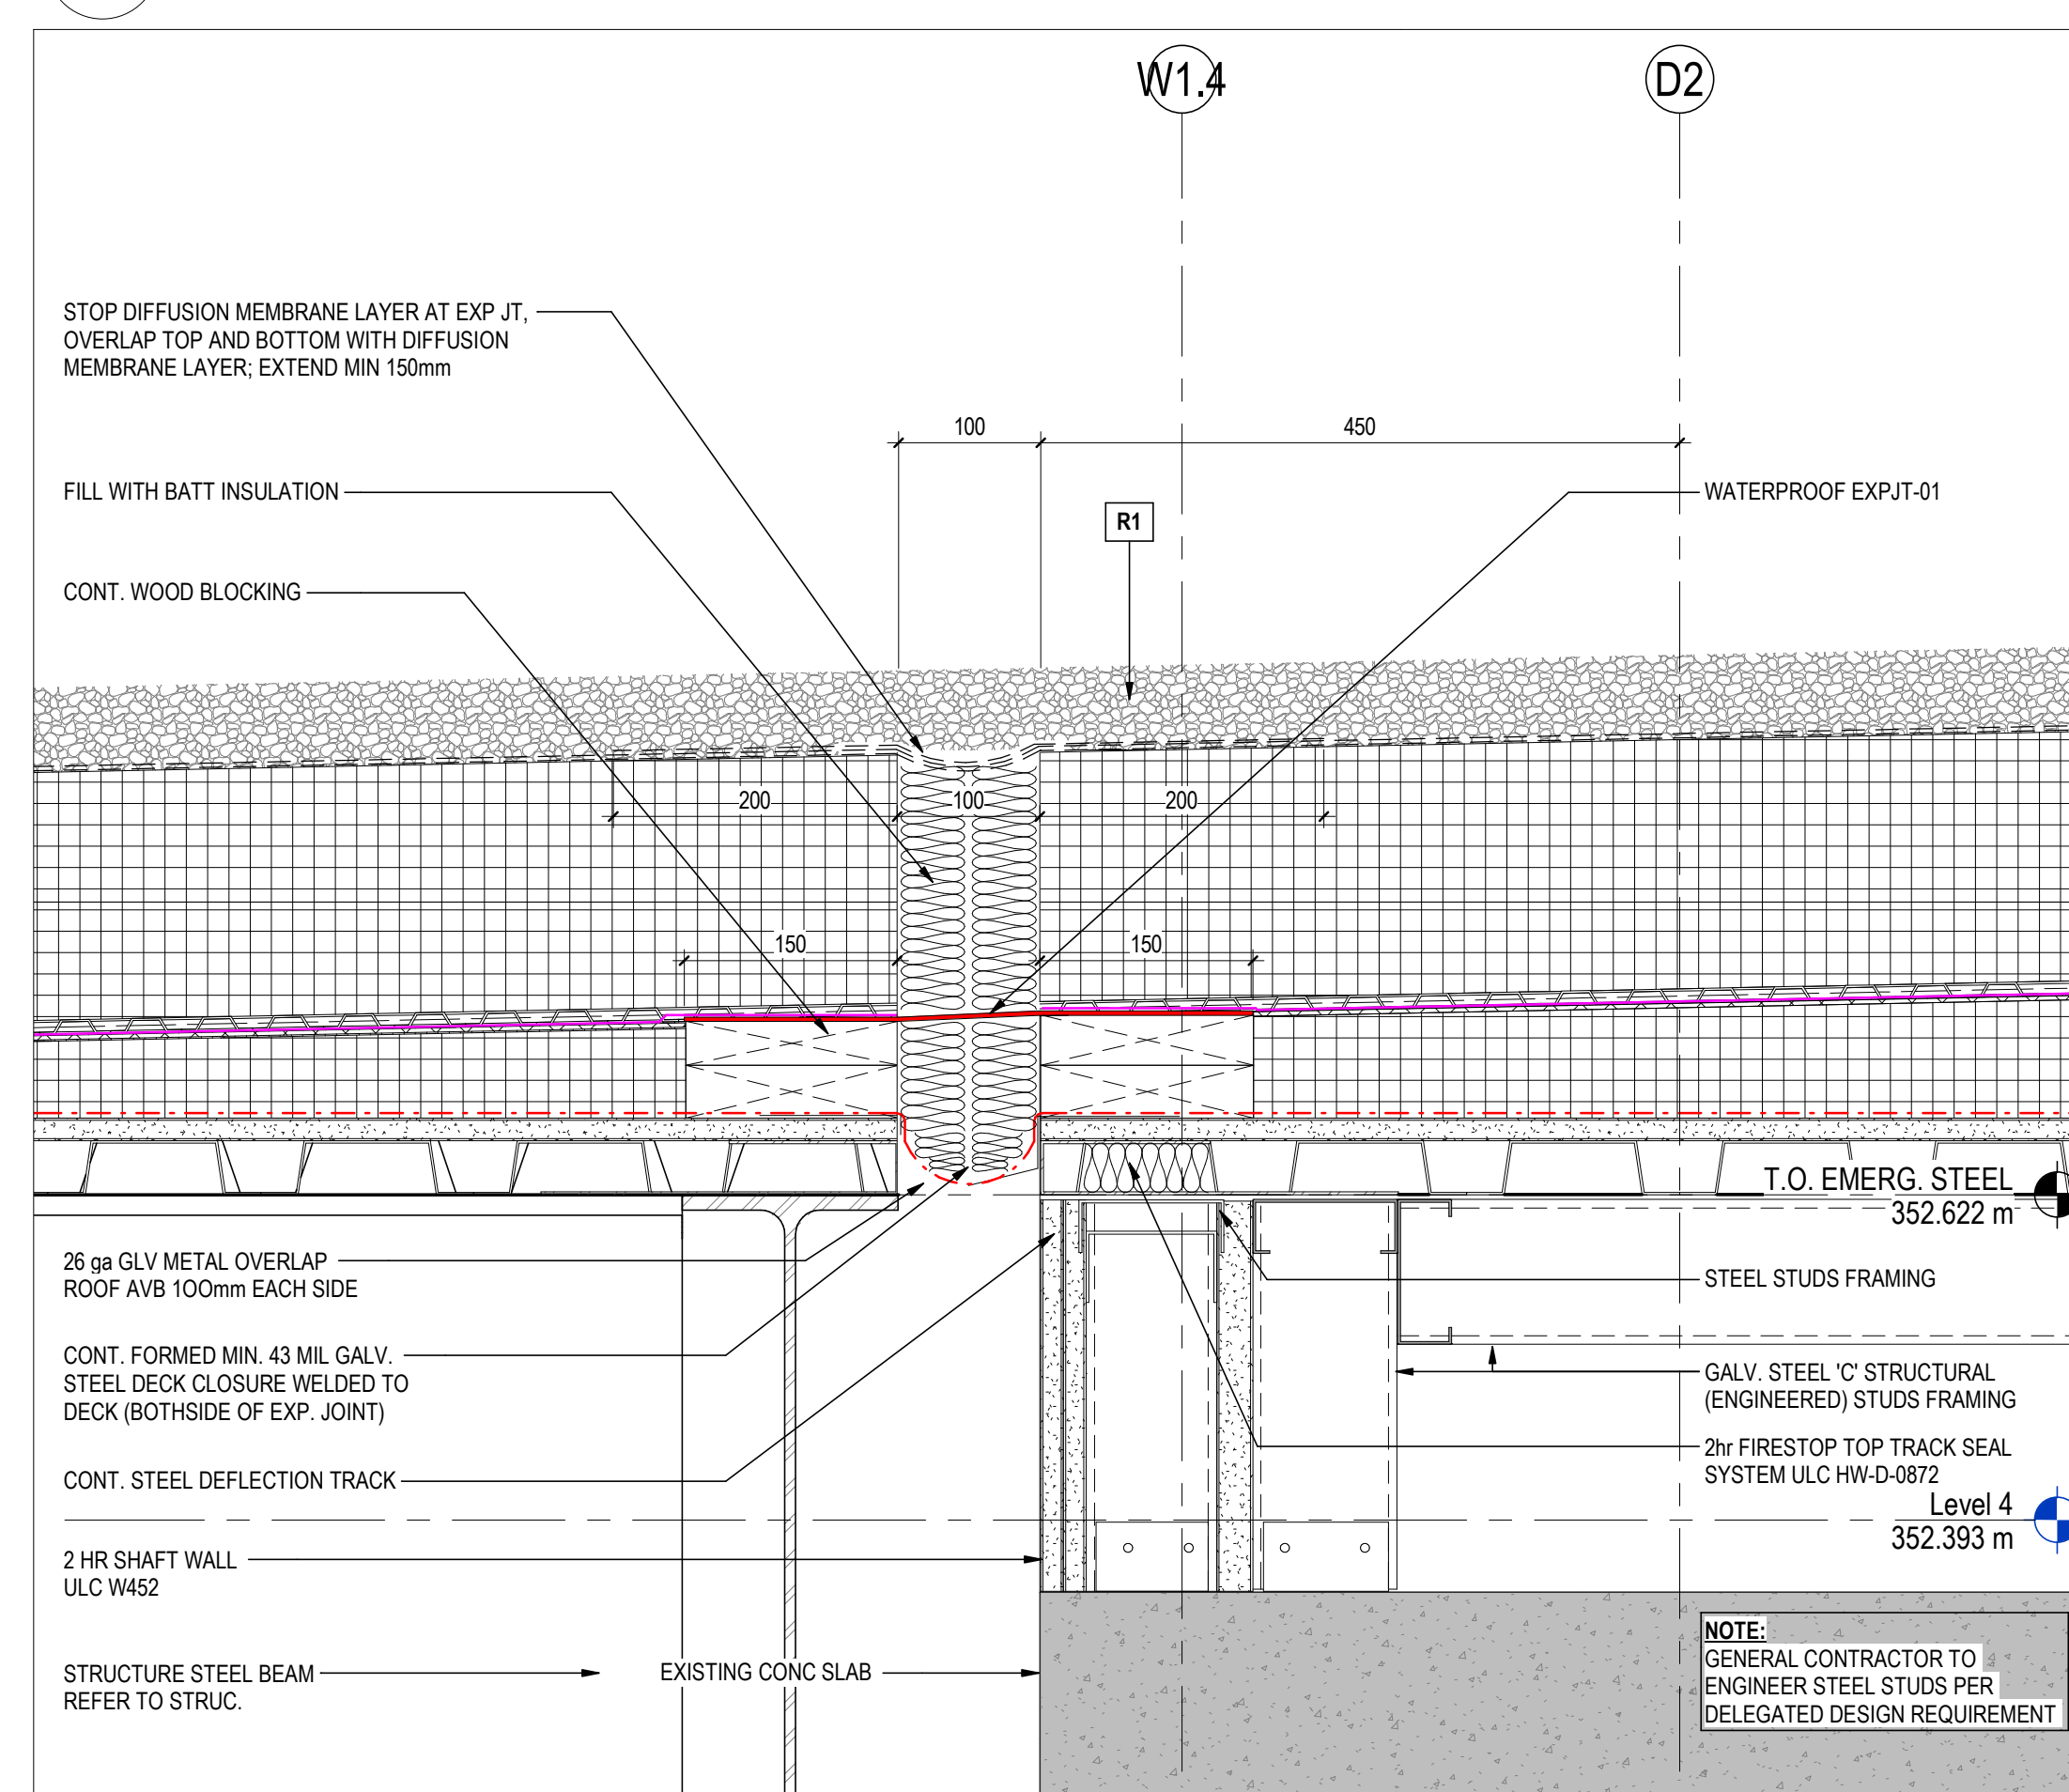 W1.4
D2
STOP DIFFUSION MEMBRANE LAYER AT EXP JT,
OVERLAP TOP AND BOTTOM WITH DIFFUSION
MEMBRANE LAYER; EXTEND MIN 150mm
100
450
FILL WITH BATT INSULATION
WATERPROOF EXPJT-01
R1
CONT. WOOD BLOCKING
200
100
200
150
150
T.O. EMERG. STEEL
352.622 m
26 ga GLV METAL OVERLAP
ROOF AVB 1OOmm EACH SIDE
STEEL STUDS FRAMING
CONT. FORMED MIN. 43 MIL GALV.
STEEL DECK CLOSURE WELDED TO
DECK (BOTHSIDE OF EXP. JOINT)
GALV. STEEL 'C' STRUCTURAL
(ENGINEERED) STUDS FRAMING
CONT. STEEL DEFLECTION TRACK
2hr FIRESTOP TOP TRACK SEAL
SYSTEM ULC HW-D-0872
Level 4
352.393 m
2 HR SHAFT WALL
ULC W452
STRUCTURE STEEL BEAM
REFER TO STRUC.
EXISTING CONC SLAB
NOTE:
GENERAL CONTRACTOR TO
ENGINEER STEEL STUDS PER
DELEGATED DESIGN REQUIREMENT